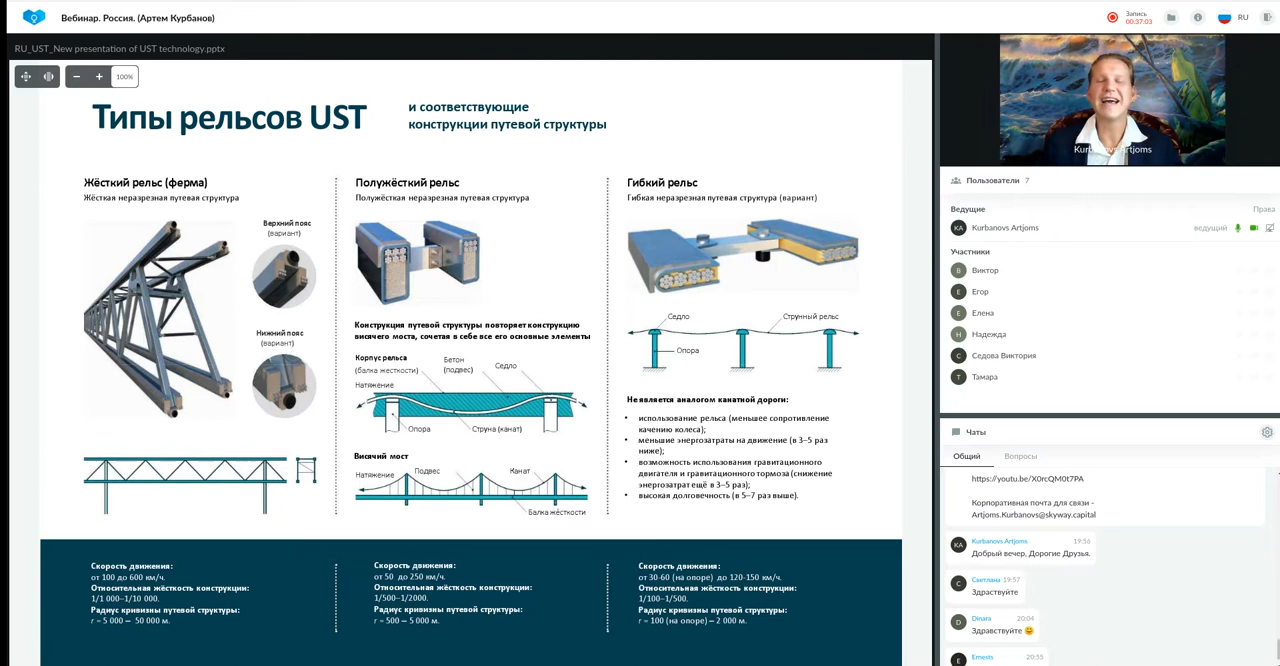 Вебинар. Россия. (Артем Курбанов)
Запись
00:37:03
RU
RU_UST_New presentation of UST technology.pptx
100%
Типы рельсов UST
и соответствующие
конструкции путевой структуры
Жёсткий рельс (ферма)
Жёсткая неразрезная путевая структура
Верхний пояс
(вариант)
Нижний пояс
(вариант)
Полужёсткий рельс
Полужёсткая неразрезная путевая структура
Конструкция путевой структуры повторяет конструкцию
висячего моста, сочетая в себе все его основные элементы
Корпус рельса
(балка жесткости)
Бетон
(подвес)
Седло
Натяжение
Опора
Струна (канат)
Висячий мост
Натяжение
Подвес
Канат
Балка жёсткости
Гибкий рельс
Гибкая неразрезная путевая структура (вариант)
Седло
Струнный рельс
Опора
Не является аналогом канатной дороги:
• использование рельса (меньшее сопротивление
качению колеса);
• меньшие энергозатраты на движение (в 3–5 раз
ниже);
• возможность использования гравитационного
двигателя и гравитационного тормоза (снижение
энергозатрат ещё в 3–5 раз);
• высокая долговечность (в 5–7 раз выше).
Скорость движения:
от 100 до 600 км/ч.
Относительная жёсткость конструкции:
1/1 000–1/10 000.
Радиус кривизны путевой структуры:
r = 5 000 – 50 000 м.
Скорость движения:
от 50 до 250 км/ч.
Относительная жёсткость конструкции:
1/500–1/2000.
Радиус кривизны путевой структуры:
r = 500 – 5 000 м.
Скорость движения:
от 30-60 (на опоре) до 120-150 км/ч.
Относительная жёсткость конструкции:
1/100–1/500.
Радиус кривизны путевой структуры:
r = 100 (на опоре) – 2 000 м.
Kurbanovs Artjoms
Пользователи 7
Ведущие
Права
KA
Kurbanovs Artjoms
ведущий
Участники
В Виктор
Е Егор
Е Елена
Н Надежда
С Седова Виктория
Т Тамара
Чаты
Общий
Вопросы
https://youtu.be/X0rcQM0t7PA
Корпоративная почта для связи -
Artjoms.Kurbanovs@skyway.capital
KA
Kurbanovs Artjoms 19:56
Добрый вечер, Дорогие Друзья.
С
Светлана 19:57
Здраствуйте
D
Dinara 20:04
Здравствуйте 😊
E
Ernests 20:55